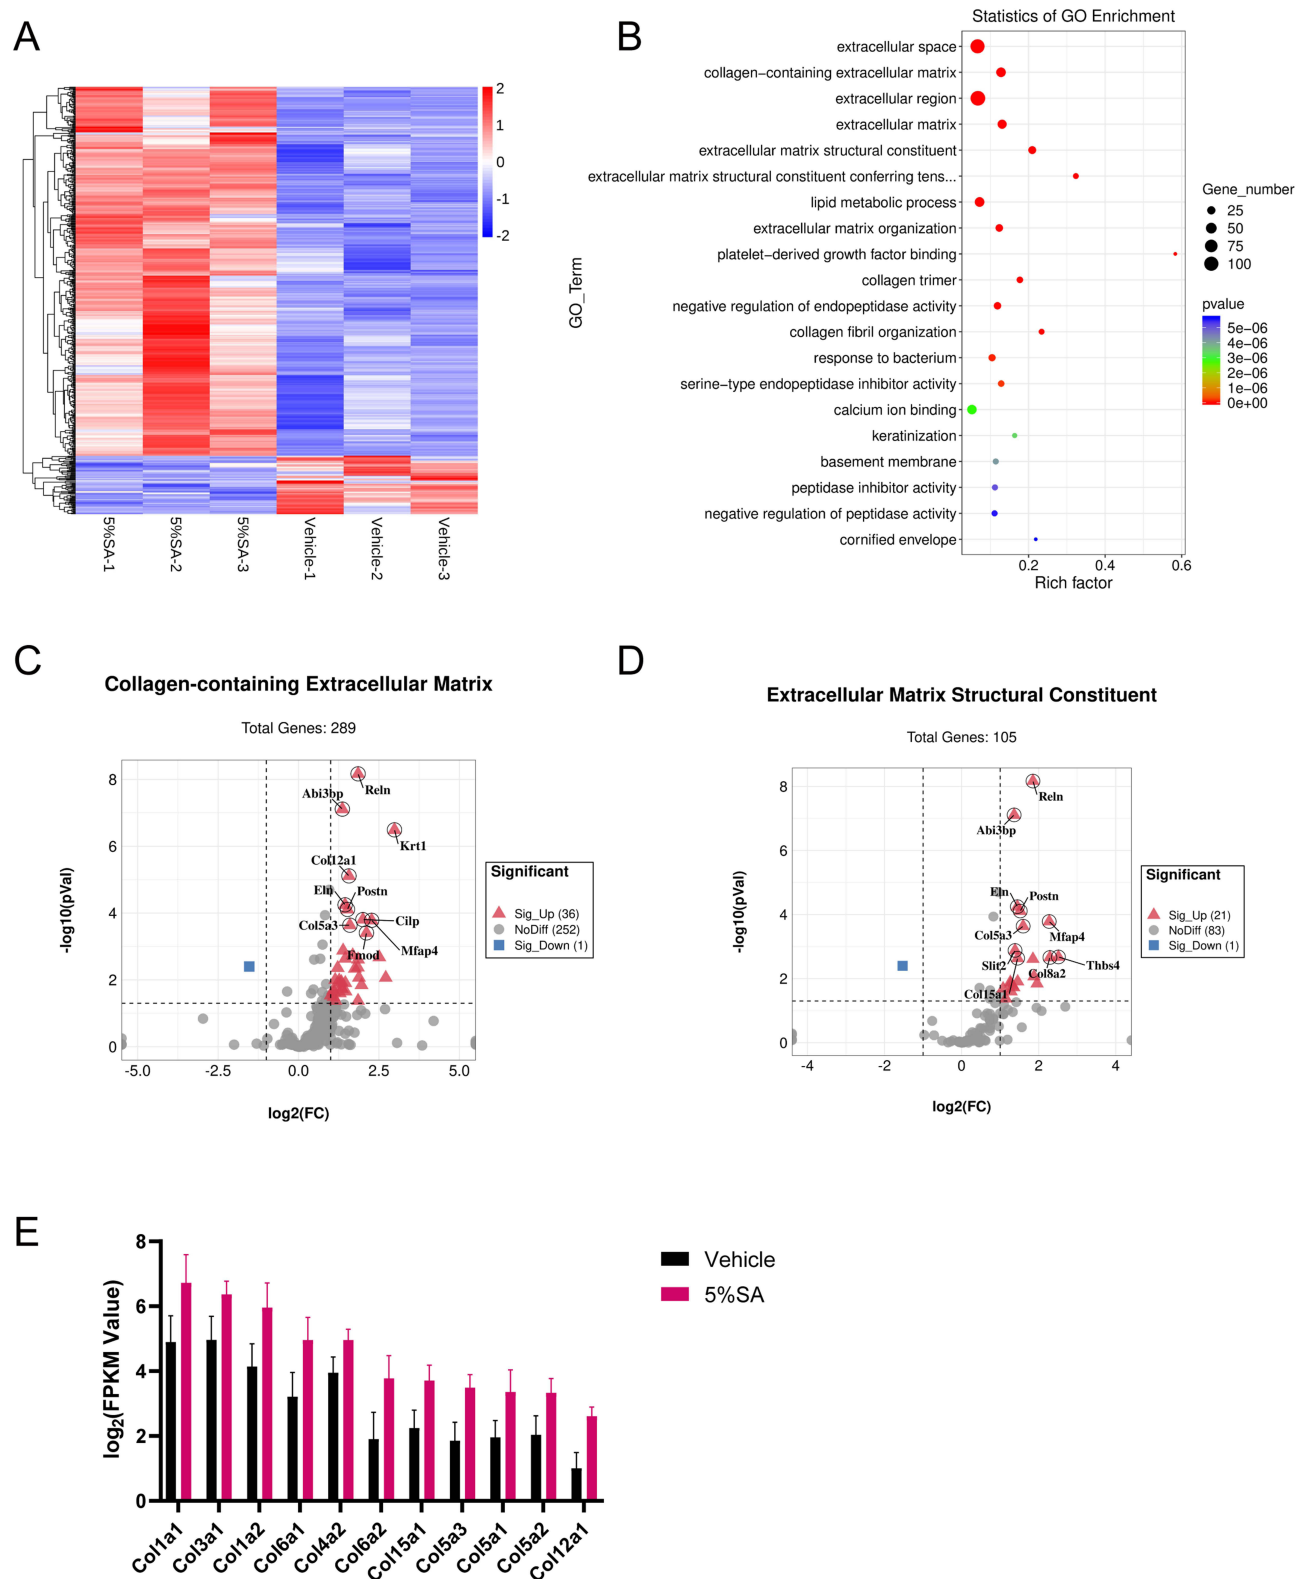 A
2
1
0
-1
-2
5%SA-1
5%SA-2
5%SA-3
Vehicle-1
Vehicle-2
Vehicle-3
B
Statistics of GO Enrichment
GO_Term
extracellular space
collagen−containing extracellular matrix
extracellular region
extracellular matrix
extracellular matrix structural constituent
extracellular matrix structural constituent conferring tens...
lipid metabolic process
extracellular matrix organization
platelet−derived growth factor binding
collagen trimer
negative regulation of endopeptidase activity
collagen fibril organization
response to bacterium
serine−type endopeptidase inhibitor activity
calcium ion binding
keratinization
basement membrane
peptidase inhibitor activity
negative regulation of peptidase activity
cornified envelope
0.2 0.4 0.6
Rich factor
Gene_number
25
50
75
100
pvalue
5e−06
4e−06
3e−06
2e−06
1e−06
0e+00
C
Collagen-containing Extracellular Matrix
Total Genes: 289
-log10(pVal)
8
6
4
2
0
Reln
Abi3bp
Krt1
Col12a1
Eln
Postn
Col5a3
Cilp
Mfap4
Fmod
-5.0 -2.5 0.0 2.5 5.0
log2(FC)
Significant
Sig_Up (36)
NoDiff (252)
Sig_Down (1)
D
Extracellular Matrix Structural Constituent
Total Genes: 105
-log10(pVal)
8
6
4
2
0
Reln
Abi3bp
Eln
Postn
Col5a3
Mfap4
Slit2
Col8a2
Thbs4
Col15a1
-4 -2 0 2 4
log2(FC)
Significant
Sig_Up (21)
NoDiff (83)
Sig_Down (1)
E
log2(FPKM Value)
8
6
4
2
0
Col1a1
Col3a1
Col1a2
Col6a1
Col4a2
Col6a2
Col15a1
Col5a3
Col5a1
Col5a2
Col12a1
Vehicle
5%SA